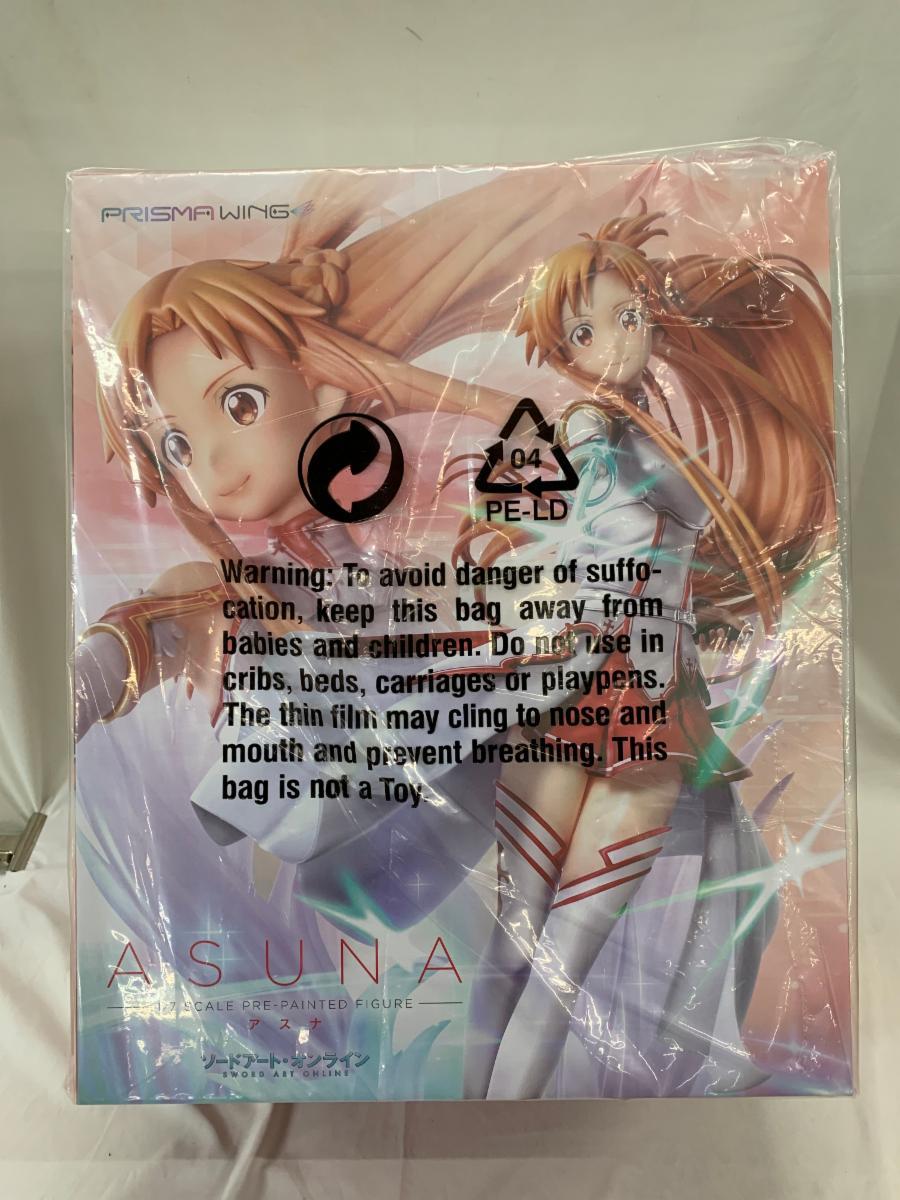 PRISMA WING
04
PE-LD
Warning: To avoid danger of suffo-
cation, keep this bag away from
babies and children. Do not use in
cribs, beds, carriages or playpens.
The thin film may cling to nose and
mouth and prevent breathing. This
bag is not a Toy.
ASUNA
1:7 SCALE PRE-PAINTED FIGURE
アスナ
ソードアート・オンライン
SWORD ART ONLINE